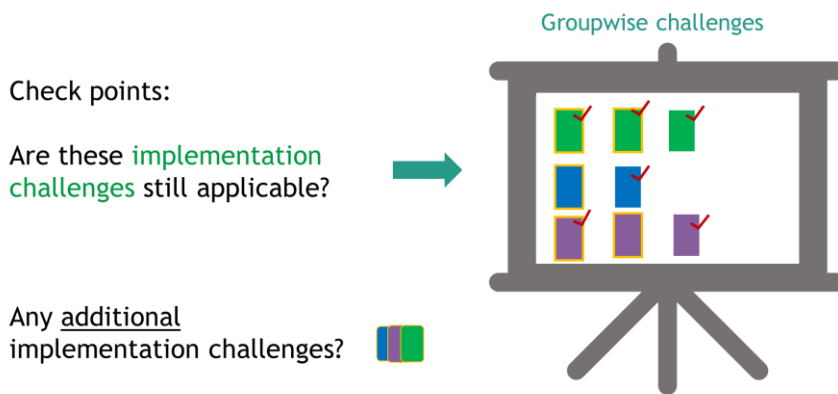 Groupwise challenges
Check points:
Are these implementation
challenges still applicable?
Any additional
implementation challenges?